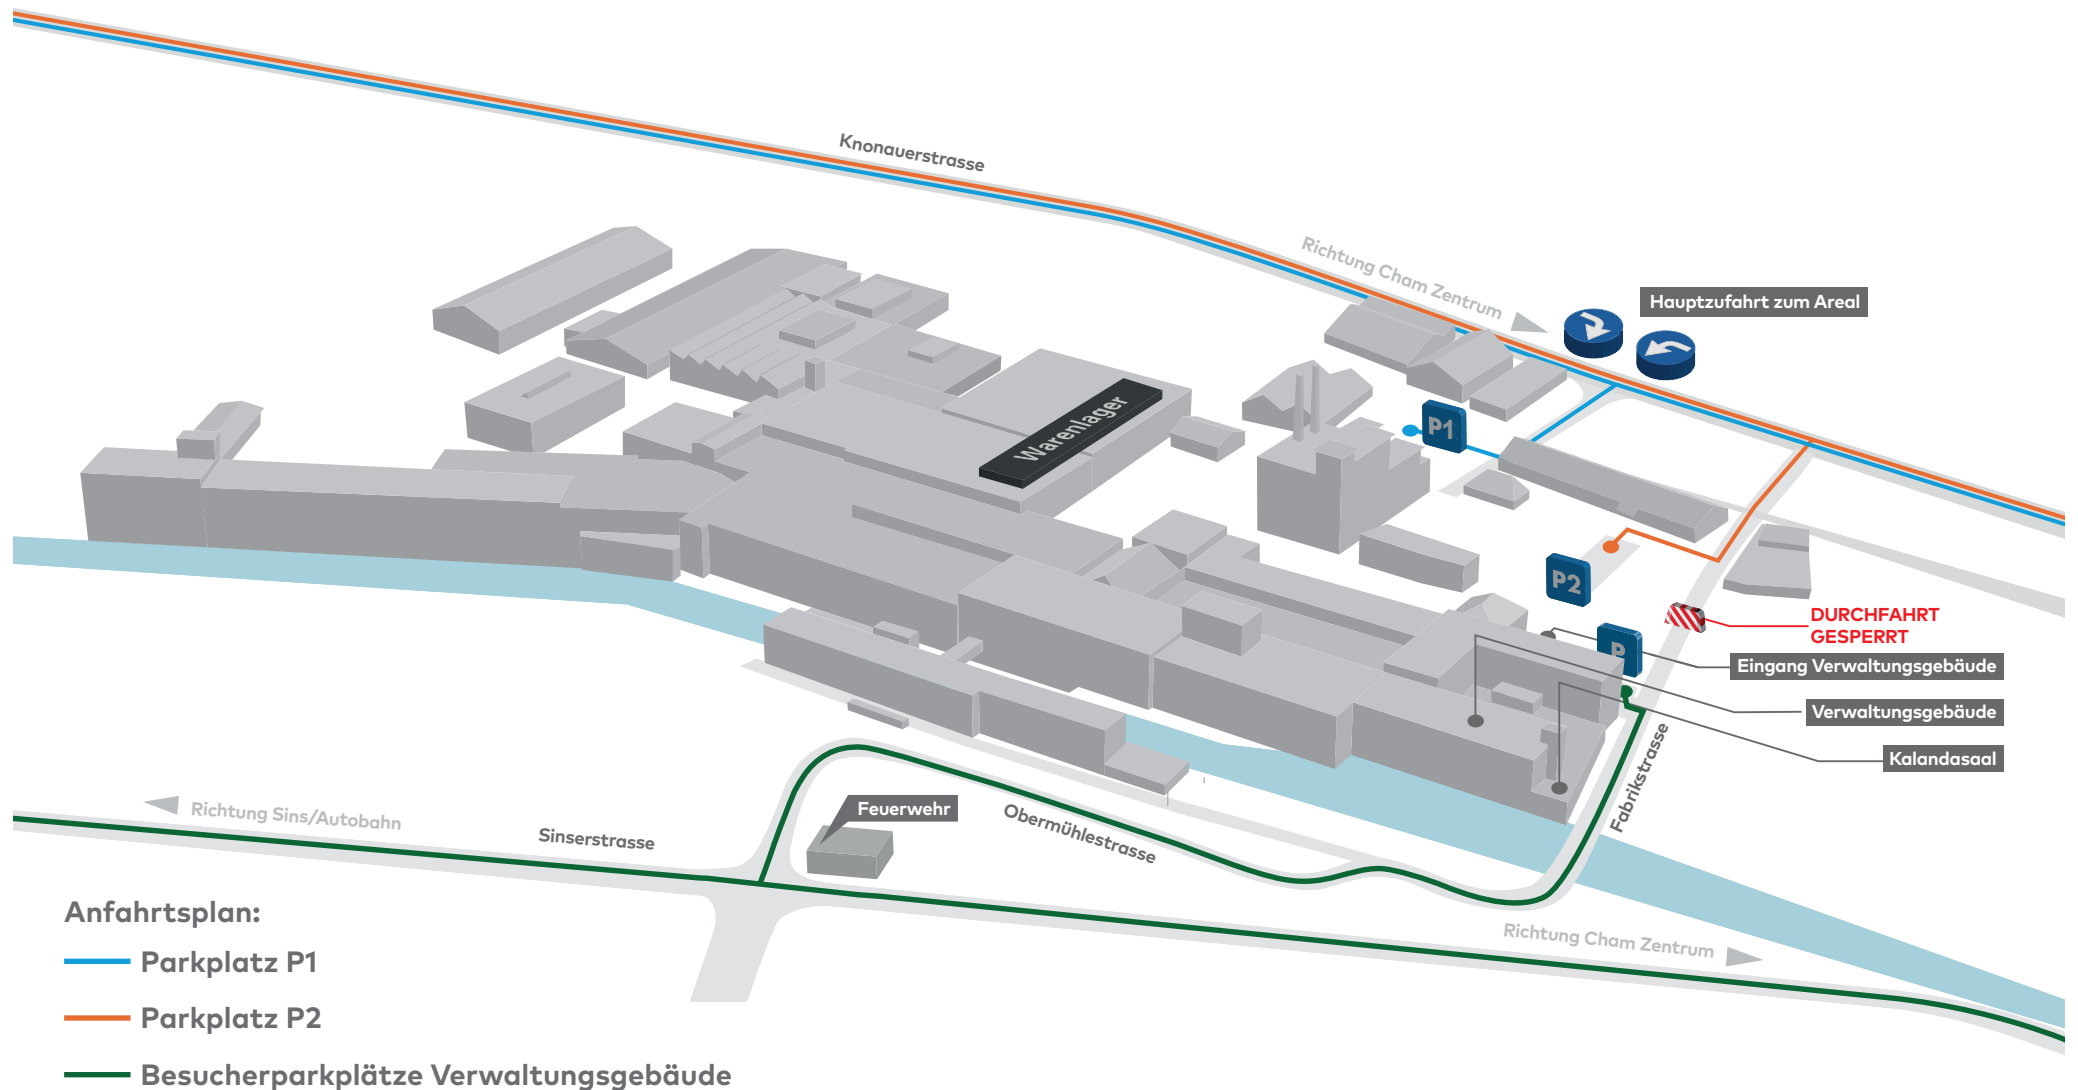 Knonauerstrasse
Richtung Cham Zentrum
Hauptzufahrt zum Areal
Warenlager
P1
P2
DURCHFAHRT
GESPERRT
P
Eingang Verwaltungsgebäude
Verwaltungsgebäude
Kalandasaal
Fabrikstrasse
Feuerwehr
Obermühlestrasse
Richtung Sins/Autobahn
Sinserstrasse
Richtung Cham Zentrum
Anfahrtsplan:
Parkplatz P1
Parkplatz P2
Besucherparkplätze Verwaltungsgebäude